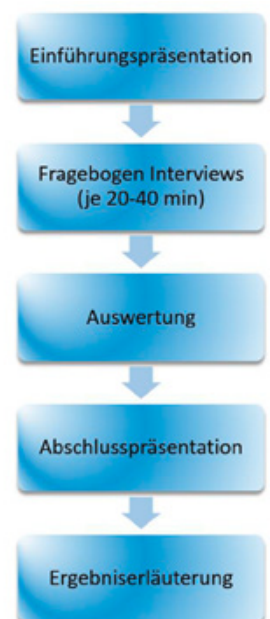 Einführungspräsentation
Fragebogen Interviews
(je 20-40 min)
Auswertung
Abschlusspräsentation
Ergebniserläuterung